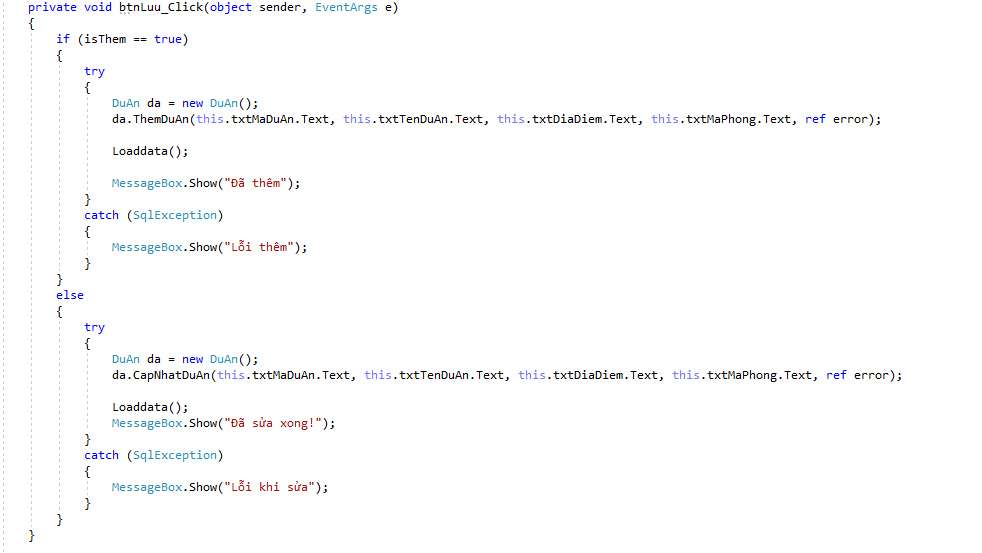 private void btnLuu_Click(object sender, EventArgs e)
{
if (isThem == true)
{
try
{
DuAn da = new DuAn();
da.ThemDuAn(this.txtMaDuAn.Text, this.txtTenDuAn.Text, this.txtDiaDiem.Text, this.txtMaPhong.Text, ref error);
Loaddata();
MessageBox.Show("Đã thêm");
}
catch (SqlException)
{
MessageBox.Show("Lỗi thêm");
}
}
else
{
try
{
DuAn da = new DuAn();
da.CapNhatDuAn(this.txtMaDuAn.Text, this.txtTenDuAn.Text, this.txtDiaDiem.Text, this.txtMaPhong.Text, ref error);
Loaddata();
MessageBox.Show("Đã sửa xong!");
}
catch (SqlException)
{
MessageBox.Show("Lỗi khi sửa");
}
}
}